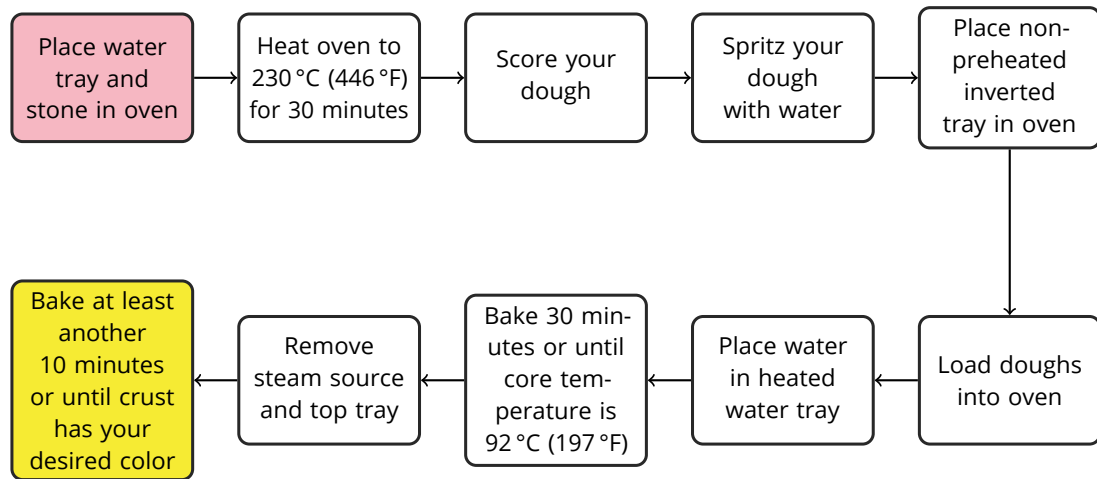 Place water
tray and
stone in oven
Heat oven to
230 °C (446 °F)
for 30 minutes
Score your
dough
Spritz your
dough
with water
Place non-
preheated
inverted
tray in oven
Load doughs
into oven
Place water
in heated
water tray
Bake 30 min-
utes or until
core tem-
perature is
92 °C (197 °F)
Remove
steam source
and top tray
Bake at least
another
10 minutes
or until crust
has your
desired color